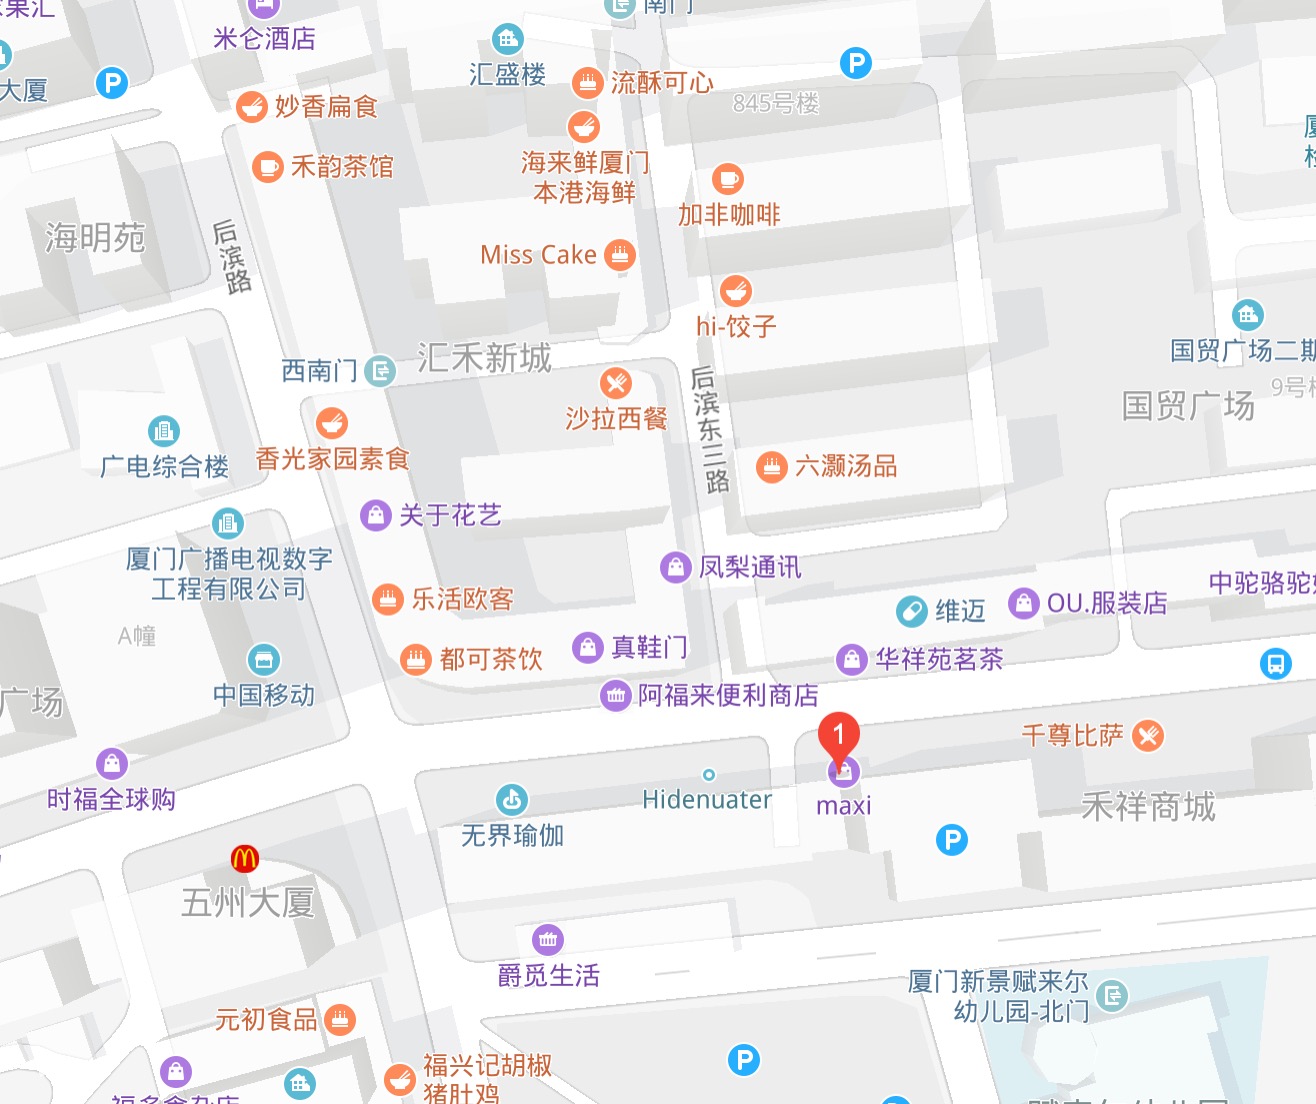 米仑酒店
南门
汇盛楼
流酥可心
P
P
大厦
845号楼
妙香扁食
海来鲜厦门
本港海鲜
禾韵茶馆
加非咖啡
海明苑
后滨路
Miss Cake
hi-饺子
西南门
汇禾新城
国贸广场二期
9号楼
沙拉西餐
后滨东三路
国贸广场
广电综合楼
香光家园素食
六灏汤品
关于花艺
厦门广播电视数字
工程有限公司
凤梨通讯
中驼骆驼
乐活欧客
维迈
OU.服装店
A幢
都可茶饮
真鞋门
华祥苑茗茶
中国移动
阿福来便利商店
广场
1
千尊比萨
时福全球购
Hidenuater
maxi
禾祥商城
无界瑜伽
P
五州大厦
爵觅生活
厦门新景赋来尔
幼儿园-北门
元初食品
P
福兴记胡椒
猪肚鸡